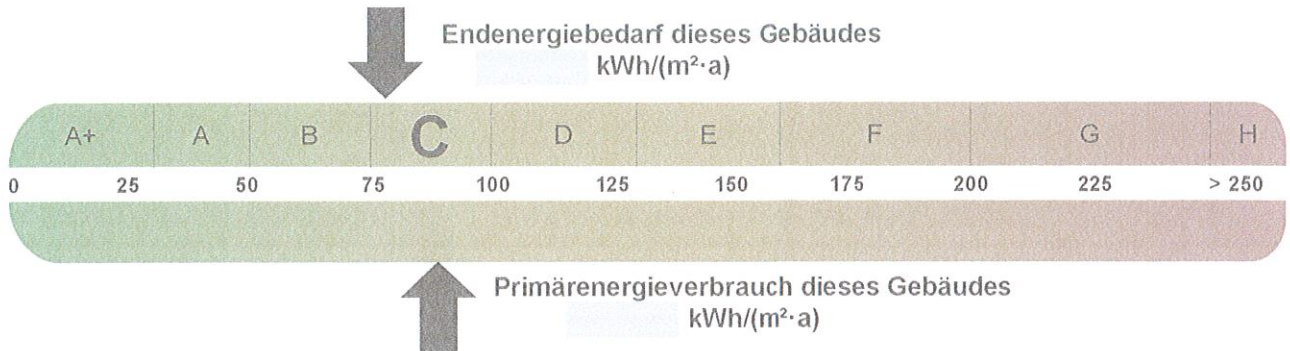 Endenergiebedarf dieses Gebäudes
kWh/(m²·a)
A+ A B C D E F G H
0 25 50 75 100 125 150 175 200 225 > 250
Primärenergieverbrauch dieses Gebäudes
kWh/(m²·a)